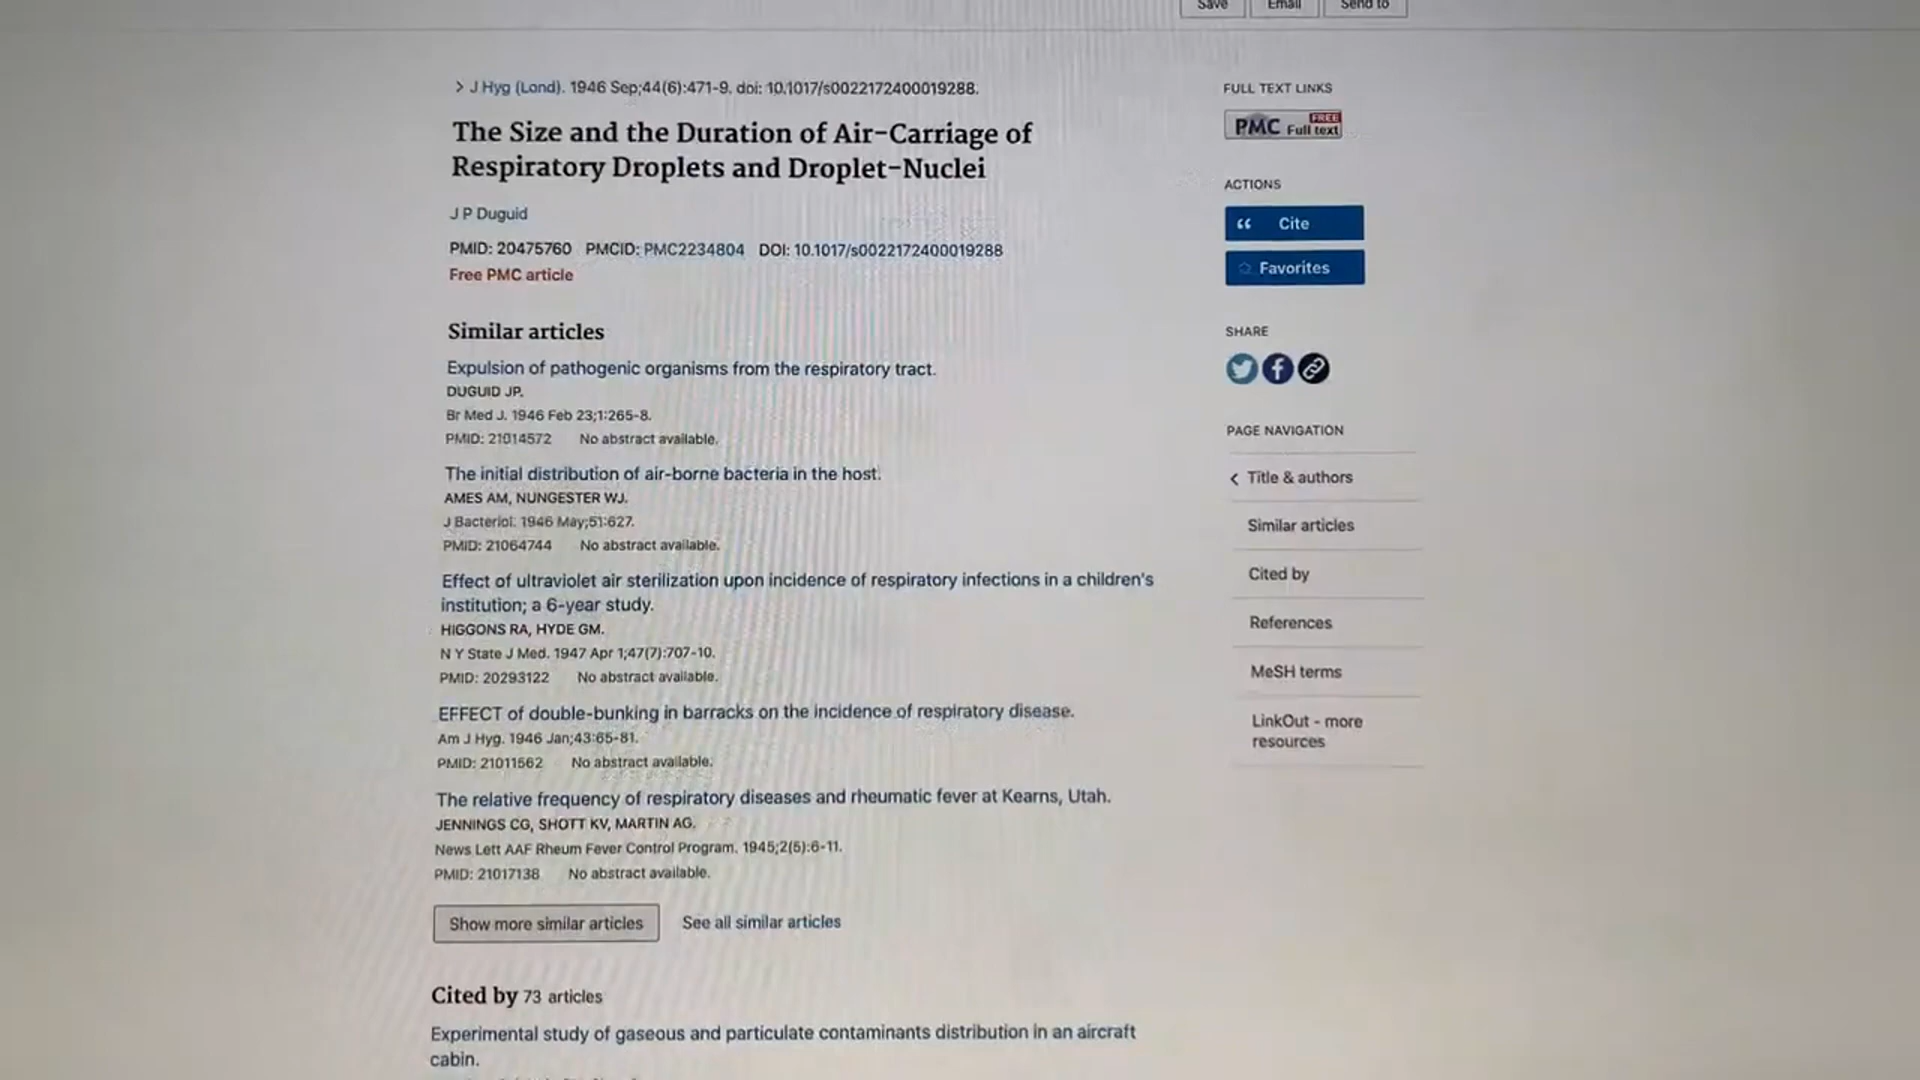 Save Email Send to
> J Hyg (Lond). 1946 Sep;44(6):471-9. doi: 10.1017/s0022172400019288.
The Size and the Duration of Air-Carriage of
Respiratory Droplets and Droplet-Nuclei
J P Duguid
PMID: 20475760 PMCID: PMC2234804 DOI: 10.1017/s0022172400019288
Free PMC article
Similar articles
Expulsion of pathogenic organisms from the respiratory tract.
DUGUID JP.
Br Med J. 1946 Feb 23;1:265-8.
PMID: 21014572 No abstract available.
The initial distribution of air-borne bacteria in the host.
AMES AM, NUNGESTER WJ.
J Bacteriol. 1946 May;51:627.
PMID: 21064744 No abstract available.
Effect of ultraviolet air sterilization upon incidence of respiratory infections in a children's
institution; a 6-year study.
HIGGONS RA, HYDE GM.
N Y State J Med. 1947 Apr 1;47(7):707-10.
PMID: 20293122 No abstract available.
EFFECT of double-bunking in barracks on the incidence of respiratory disease.
Am J Hyg. 1946 Jan;43:65-81.
PMID: 21011562 No abstract available.
The relative frequency of respiratory diseases and rheumatic fever at Kearns, Utah.
JENNINGS CG, SHOTT KV, MARTIN AG.
News Lett AAF Rheum Fever Control Program. 1945;2(5):6-11.
PMID: 21017138 No abstract available.
Show more similar articles See all similar articles
Cited by 73 articles
Experimental study of gaseous and particulate contaminants distribution in an aircraft
cabin.
FULL TEXT LINKS
PMC FREE Full text
ACTIONS
Cite
Favorites
SHARE
PAGE NAVIGATION
< Title & authors
Similar articles
Cited by
References
MeSH terms
LinkOut - more
resources